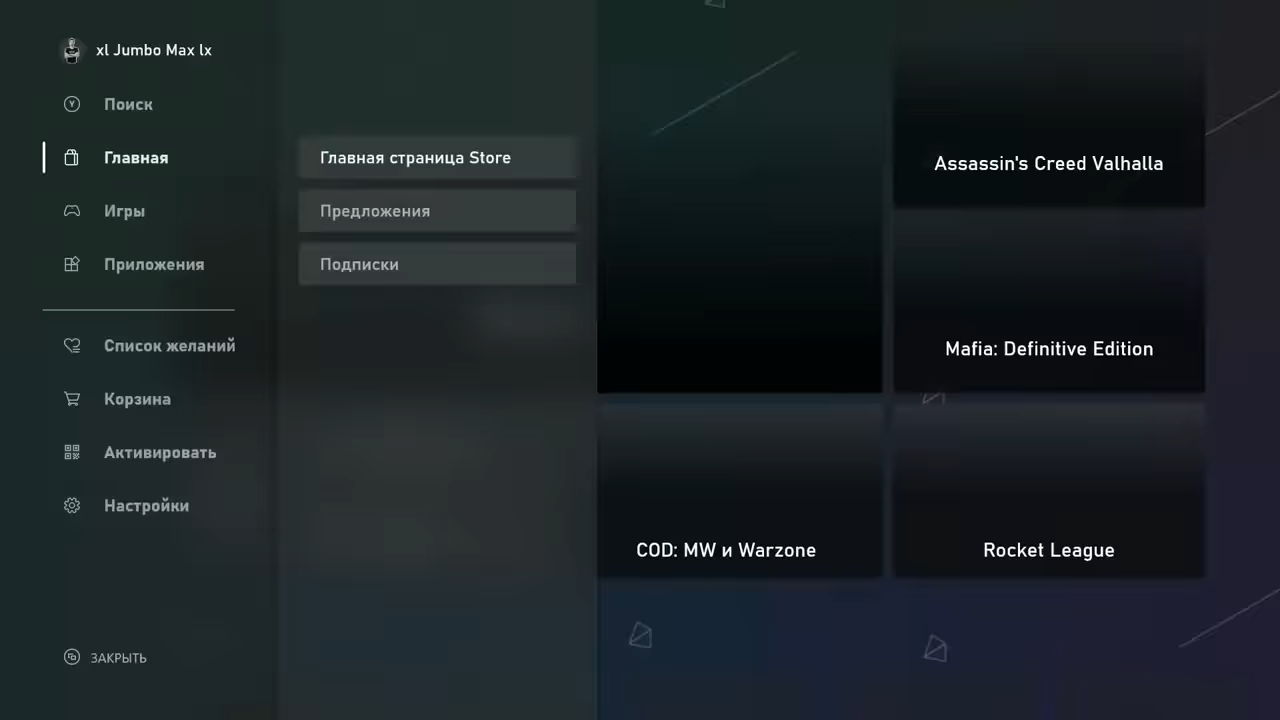 xl Jumbo Max lx
Поиск
Главная
Игры
Приложения
Список желаний
Корзина
Активировать
Настройки
ЗАКРЫТЬ
Главная страница Store
Предложения
Подписки
Assassin's Creed Valhalla
Mafia: Definitive Edition
COD: MW и Warzone
Rocket League